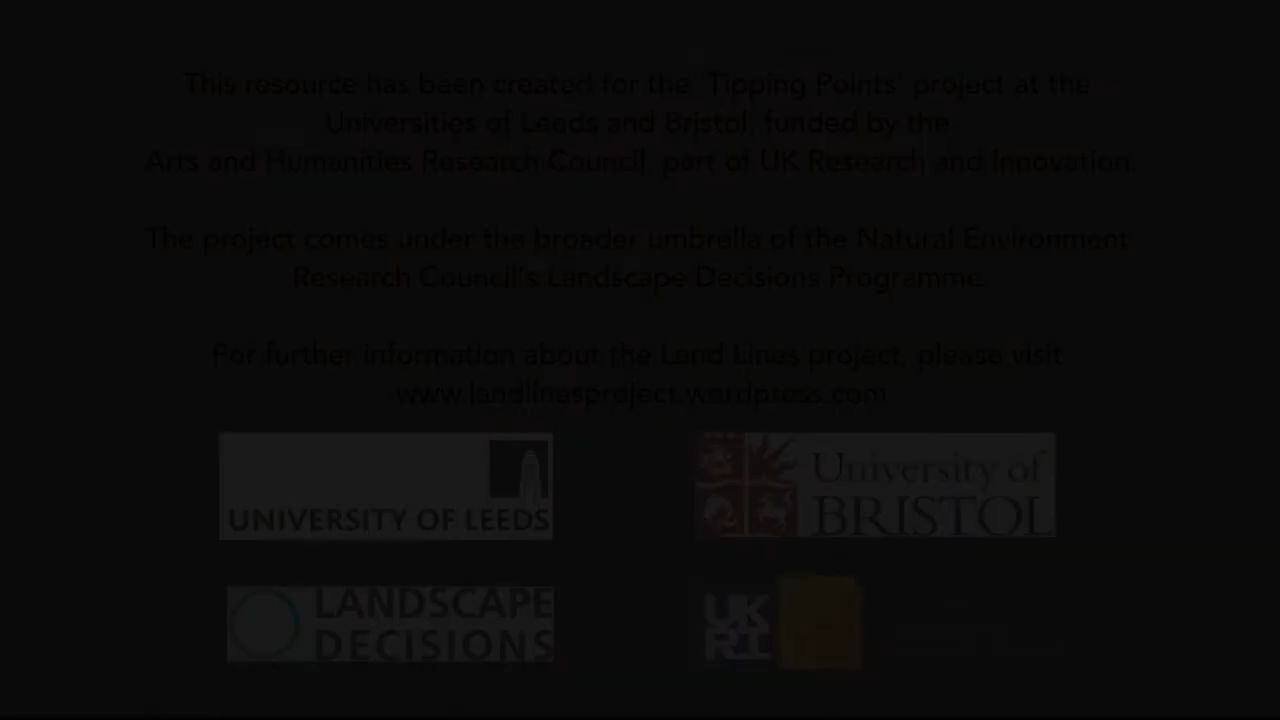 This resource has been created for the 'Tipping Points' project at the
Universities of Leeds and Bristol, funded by the
Arts and Humanities Research Council, part of UK Research and Innovation.
The project comes under the broader umbrella of the Natural Environment
Research Council's Landscape Decisions Programme.
For further information about the Land Lines project, please visit
www.landlinesproject.wordpress.com
UNIVERSITY OF LEEDS
University of
BRISTOL
LANDSCAPE
DECISIONS
UK
RI